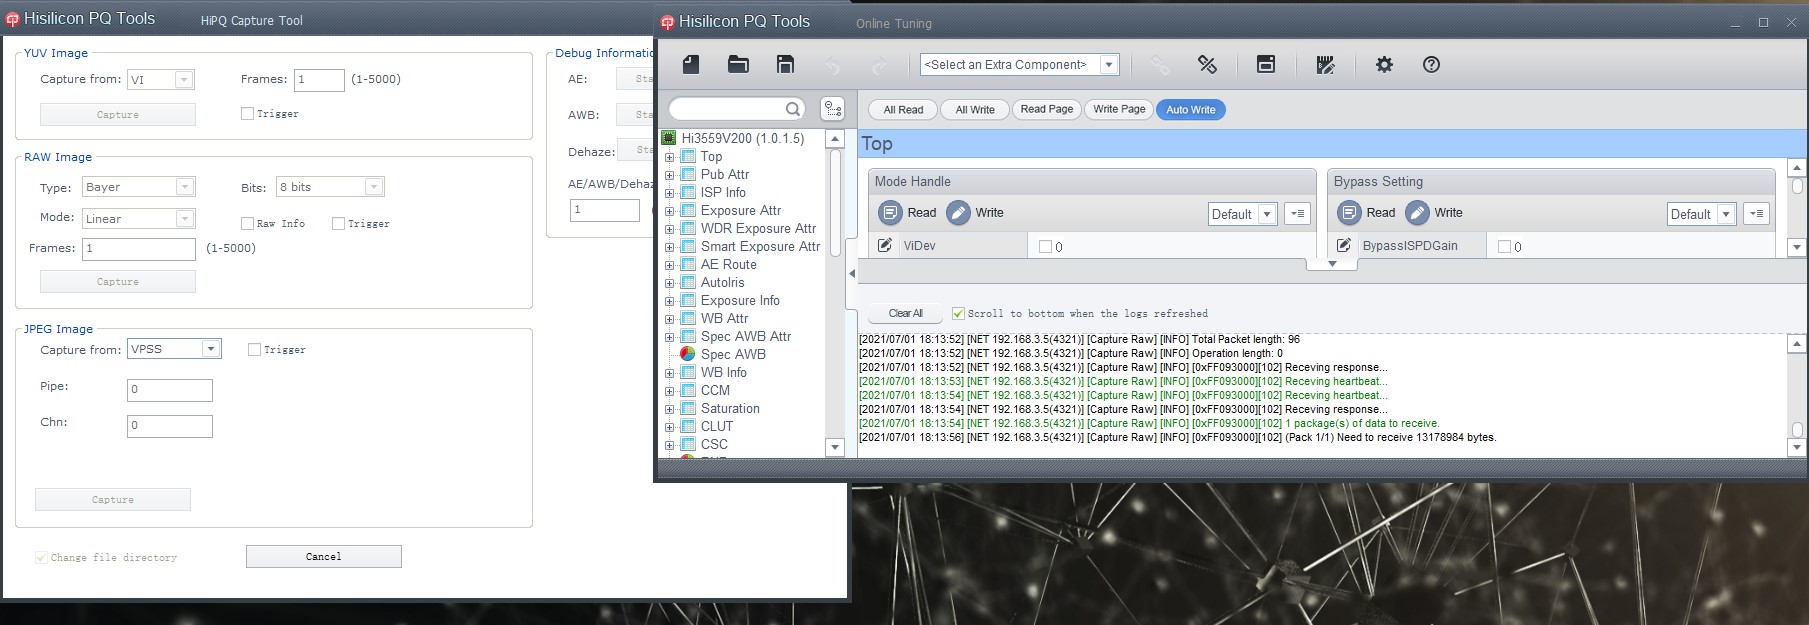 Hisilicon PQ Tools
HiPQ Capture Tool
YUV Image
Capture from: VI
Frames: 1 (1-5000)
Capture
Trigger
RAW Image
Type: Bayer
Bits: 8 bits
Mode: Linear
Raw Info
Trigger
Frames: 1 (1-5000)
Capture
JPEG Image
Capture from: VPSS
Trigger
Pipe: 0
Chn: 0
Capture
Change file directory
Cancel
Debug Informatio
AE: Sta
AWB: Sta
Dehaze: Sta
AE/AWB/Dehaz
1
Hisilicon PQ Tools
Online Tuning
<Select an Extra Component>
All Read
All Write
Read Page
Write Page
Auto Write
Hi3559V200 (1.0.1.5)
Top
Pub Attr
ISP Info
Exposure Attr
WDR Exposure Attr
Smart Exposure Attr
AE Route
AutoIris
Exposure Info
WB Attr
Spec AWB Attr
Spec AWB
WB Info
CCM
Saturation
CLUT
CSC
Top
Mode Handle
Read
Write
Default
ViDev
0
Bypass Setting
Read
Write
Default
BypassISPDGain
0
Clear All
Scroll to bottom when the logs refreshed
[2021/07/01 18:13:52] [NET 192.168.3.5(4321)] [Capture Raw] [INFO] Total Packet length: 96
[2021/07/01 18:13:52] [NET 192.168.3.5(4321)] [Capture Raw] [INFO] Operation length: 0
[2021/07/01 18:13:52] [NET 192.168.3.5(4321)] [Capture Raw] [INFO] [0xFF093000][102] Receving response...
[2021/07/01 18:13:53] [NET 192.168.3.5(4321)] [Capture Raw] [INFO] [0xFF093000][102] Receving heartbeat...
[2021/07/01 18:13:54] [NET 192.168.3.5(4321)] [Capture Raw] [INFO] [0xFF093000][102] Receving heartbeat...
[2021/07/01 18:13:54] [NET 192.168.3.5(4321)] [Capture Raw] [INFO] [0xFF093000][102] Receving response...
[2021/07/01 18:13:54] [NET 192.168.3.5(4321)] [Capture Raw] [INFO] [0xFF093000][102] 1 package(s) of data to receive.
[2021/07/01 18:13:56] [NET 192.168.3.5(4321)] [Capture Raw] [INFO] [0xFF093000][102] (Pack 1/1) Need to receive 13178984 bytes.